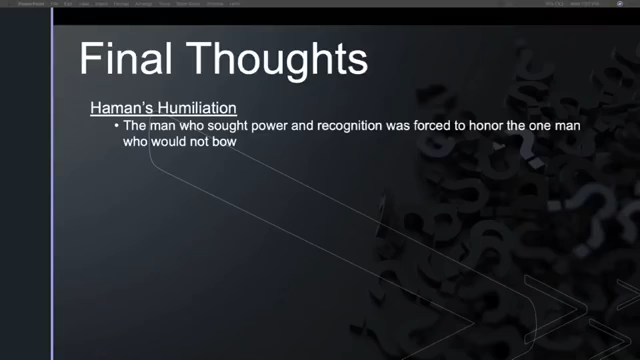 Final Thoughts
Haman's Humiliation
• The man who sought power and recognition was forced to honor the one man
who would not bow